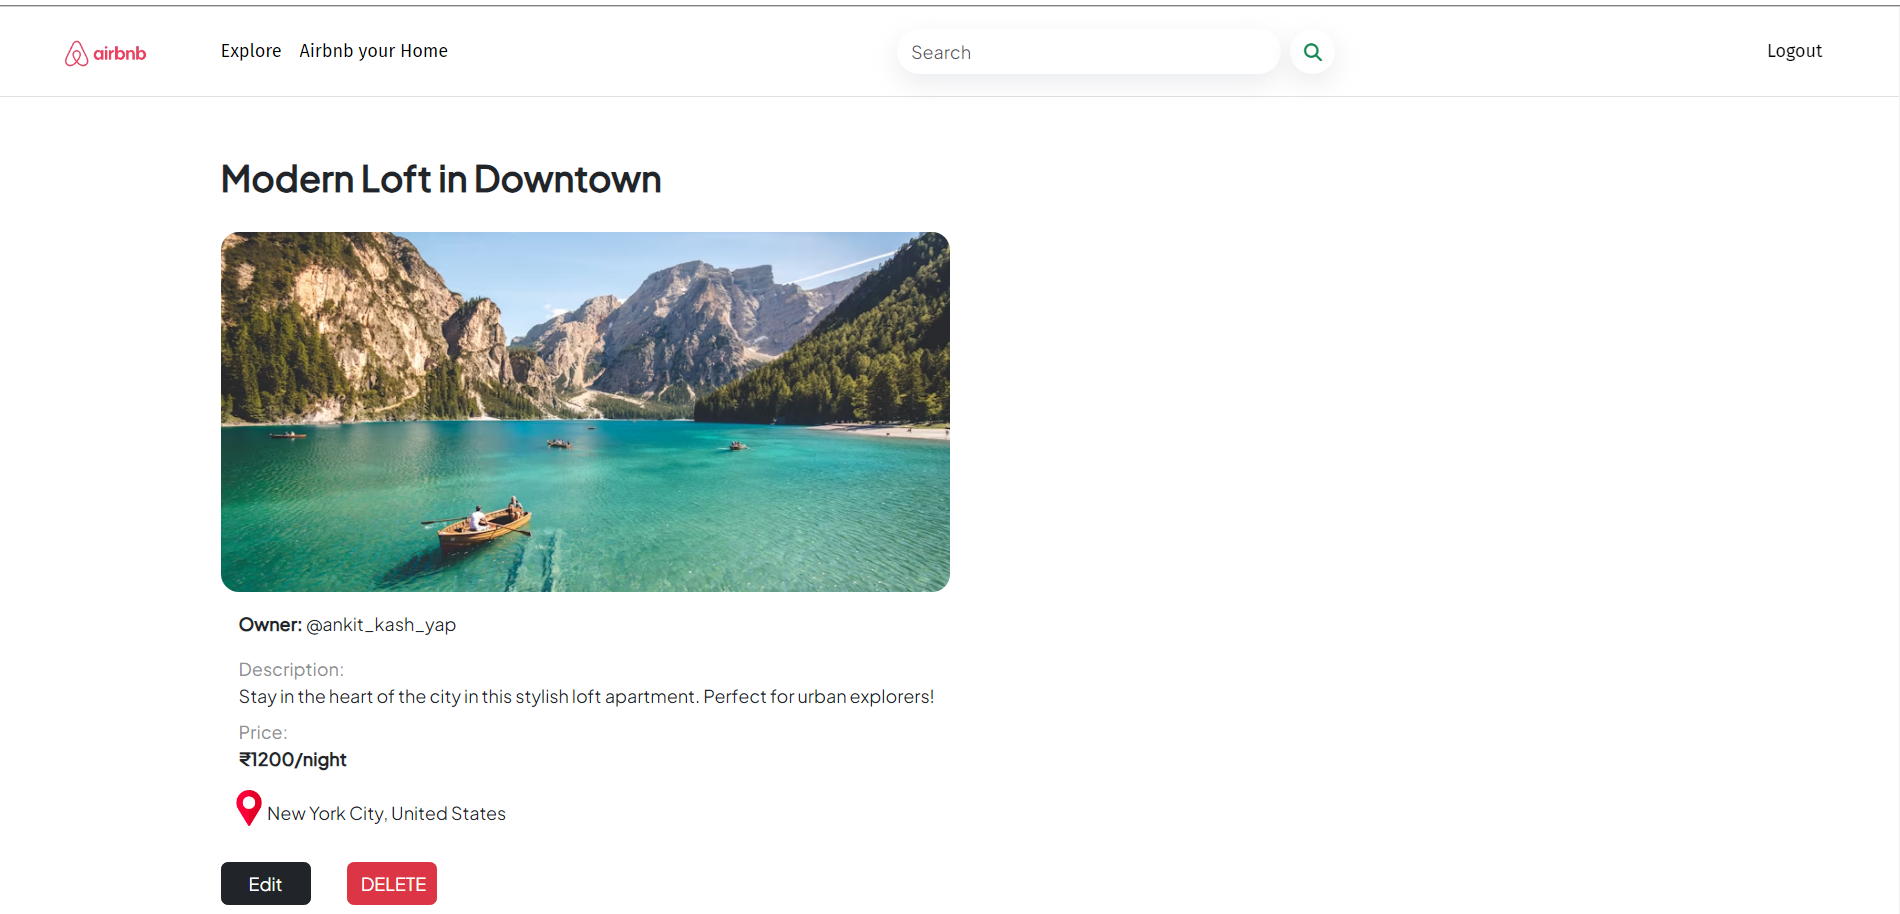 airbnb
Explore
Airbnb your Home
Search
Logout
Modern Loft in Downtown
Owner: @ankit_kash_yap
Description:
Stay in the heart of the city in this stylish loft apartment. Perfect for urban explorers!
Price:
₹1200/night
New York City, United States
Edit
DELETE